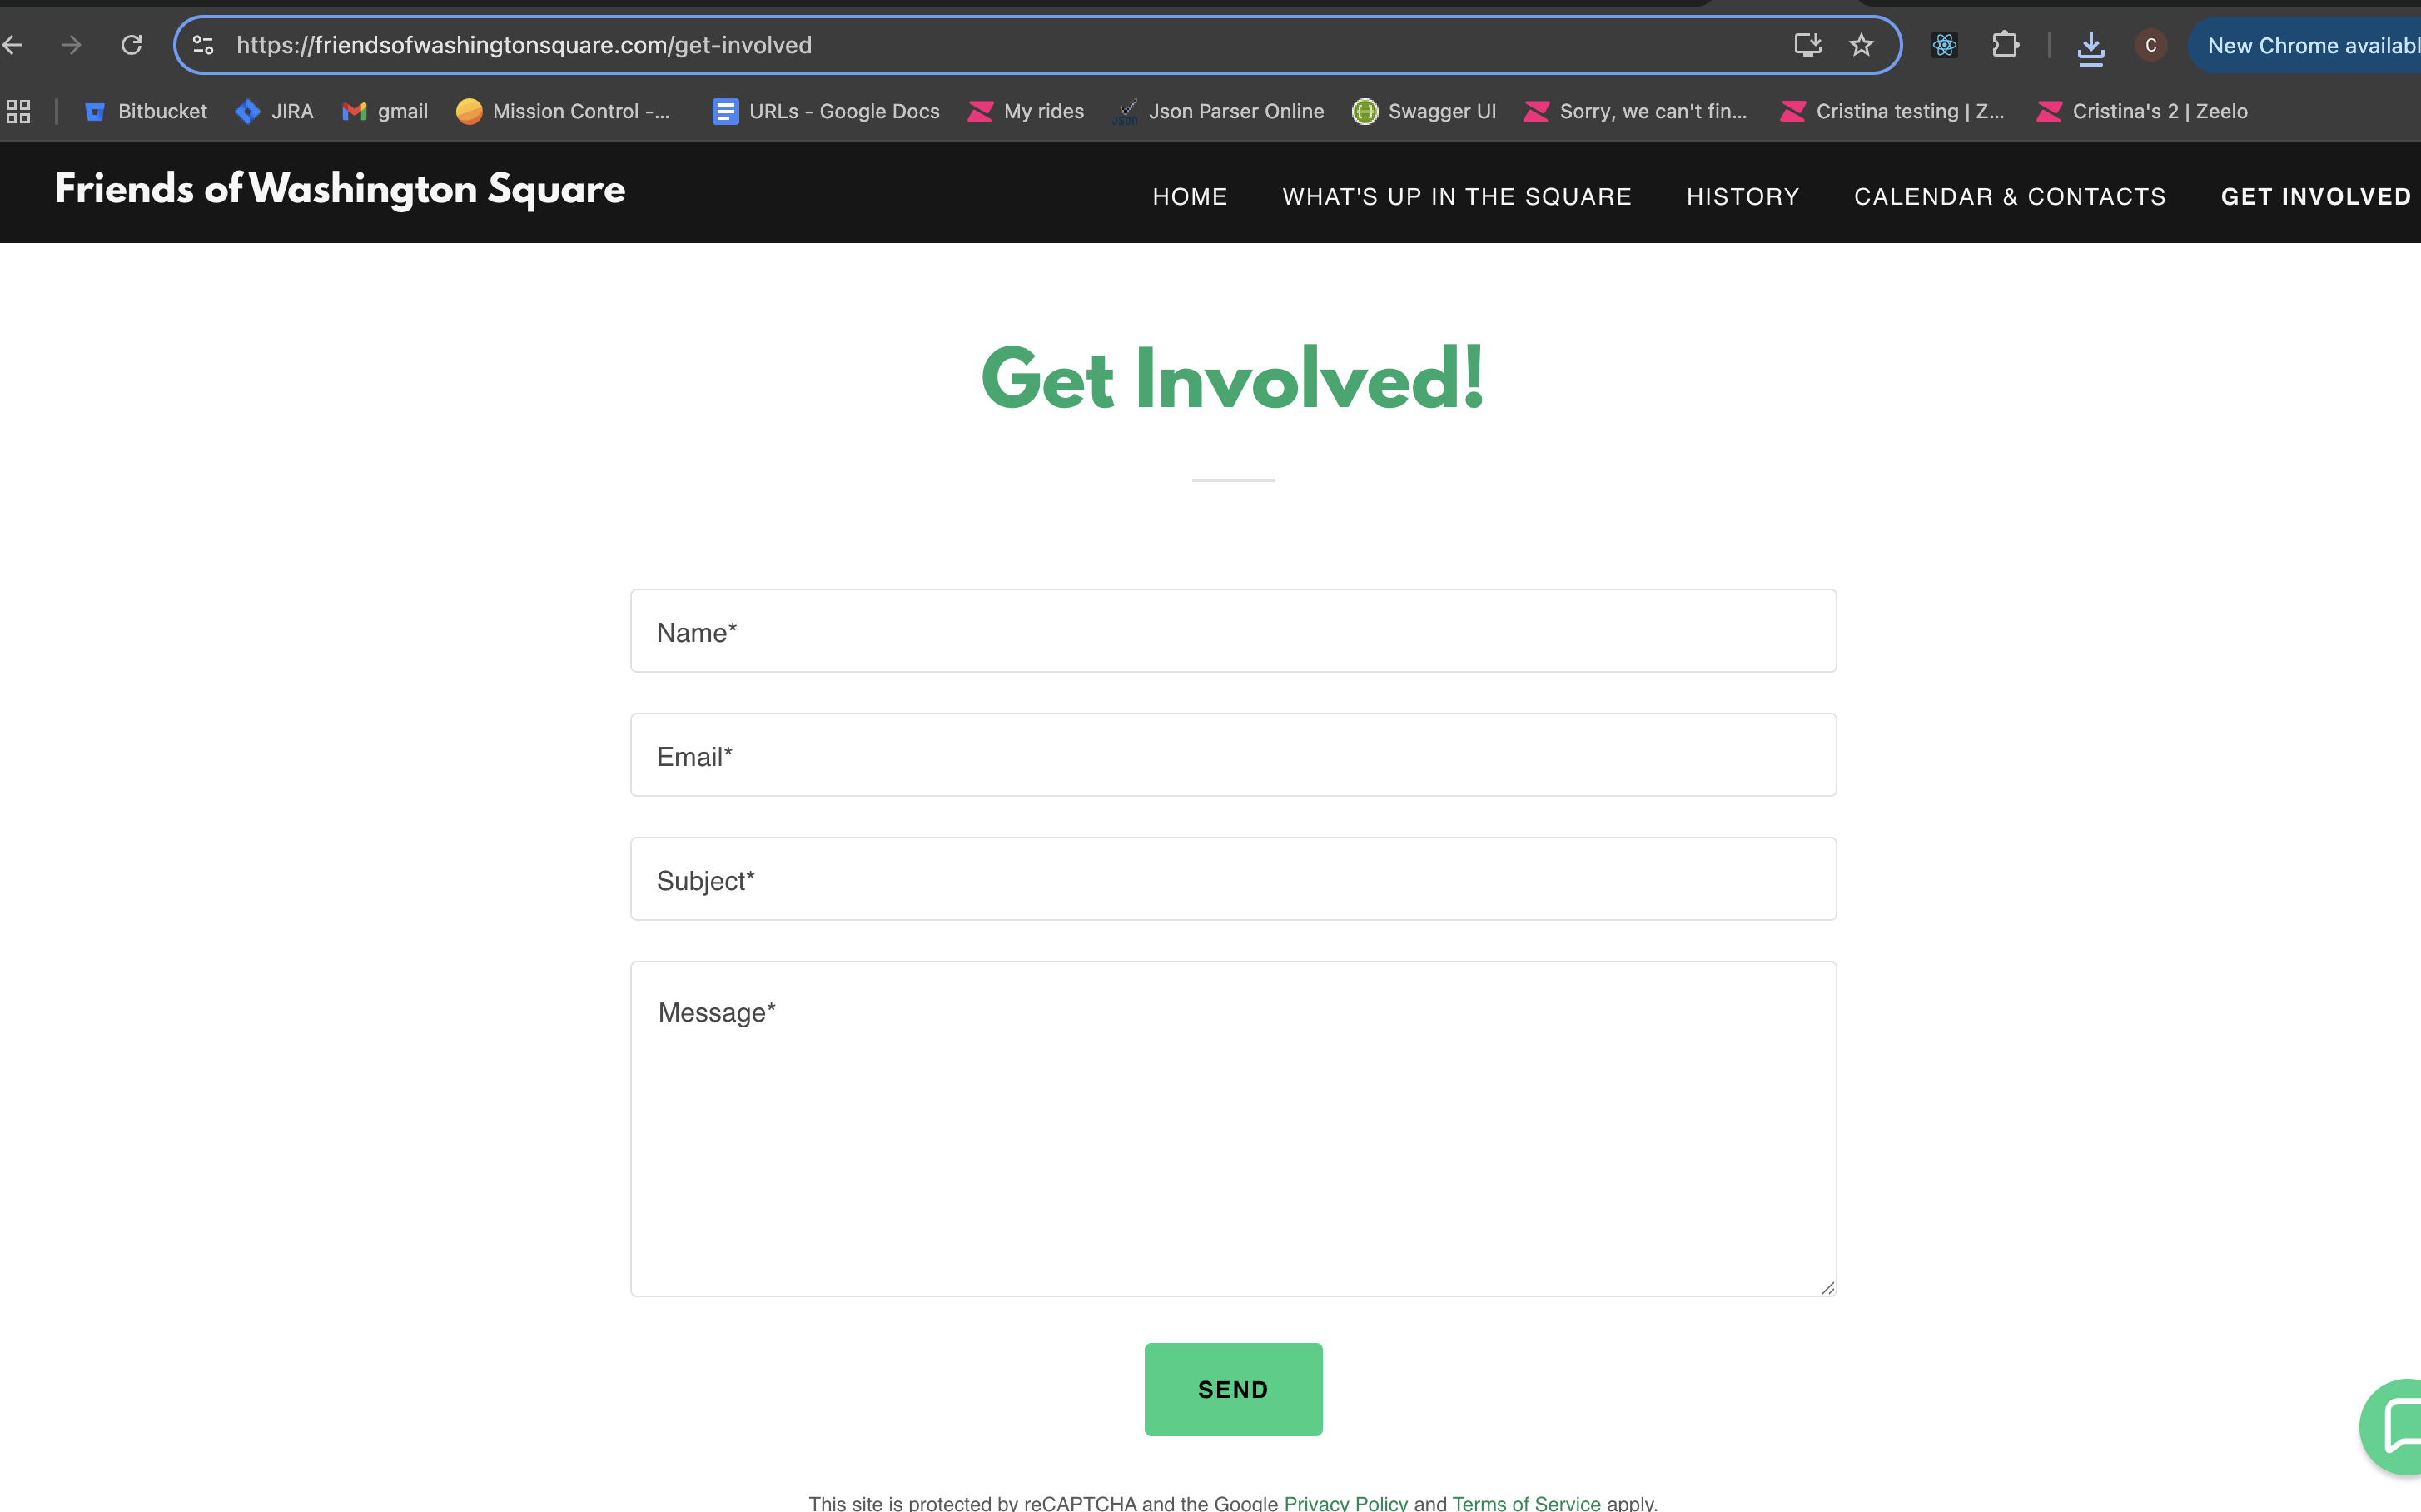 https://friendsofwashingtonsquare.com/get-involved C New Chrome availabl
Bitbucket JIRA gmail Mission Control -... URLs - Google Docs My rides Json Parser Online Swagger UI Sorry, we can't fin... Cristina testing | Z... Cristina's 2 | Zeelo
Friends of Washington Square HOME WHAT'S UP IN THE SQUARE HISTORY CALENDAR & CONTACTS GET INVOLVED
Get Involved!
Name*
Email*
Subject*
Message*
SEND
This site is protected by reCAPTCHA and the Google Privacy Policy and Terms of Service apply.